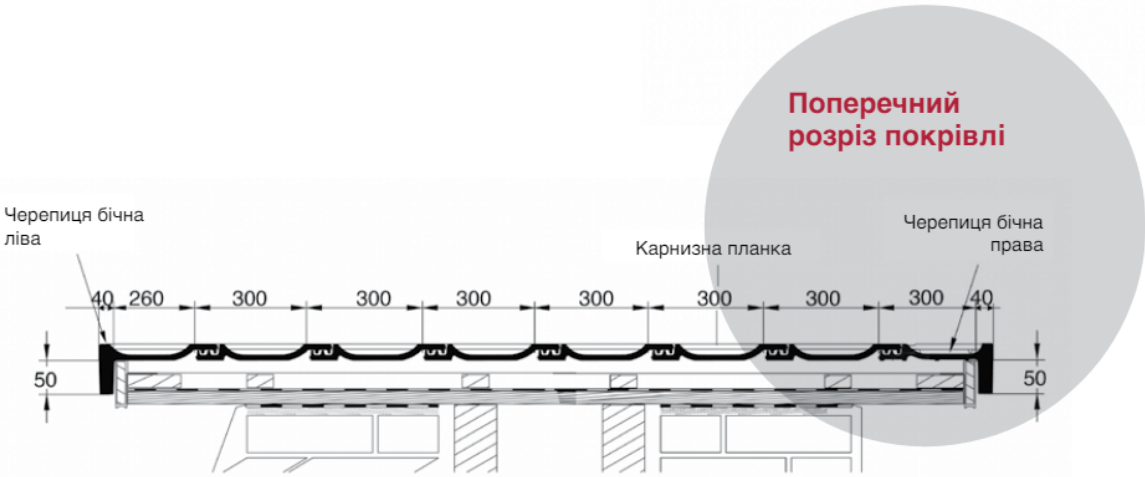 Поперечний
розріз покрівлі
Черепиця бічна
ліва
Карнизна планка
Черепиця бічна
права
40 260 300 300 300 300 300 300 300 40
50
50